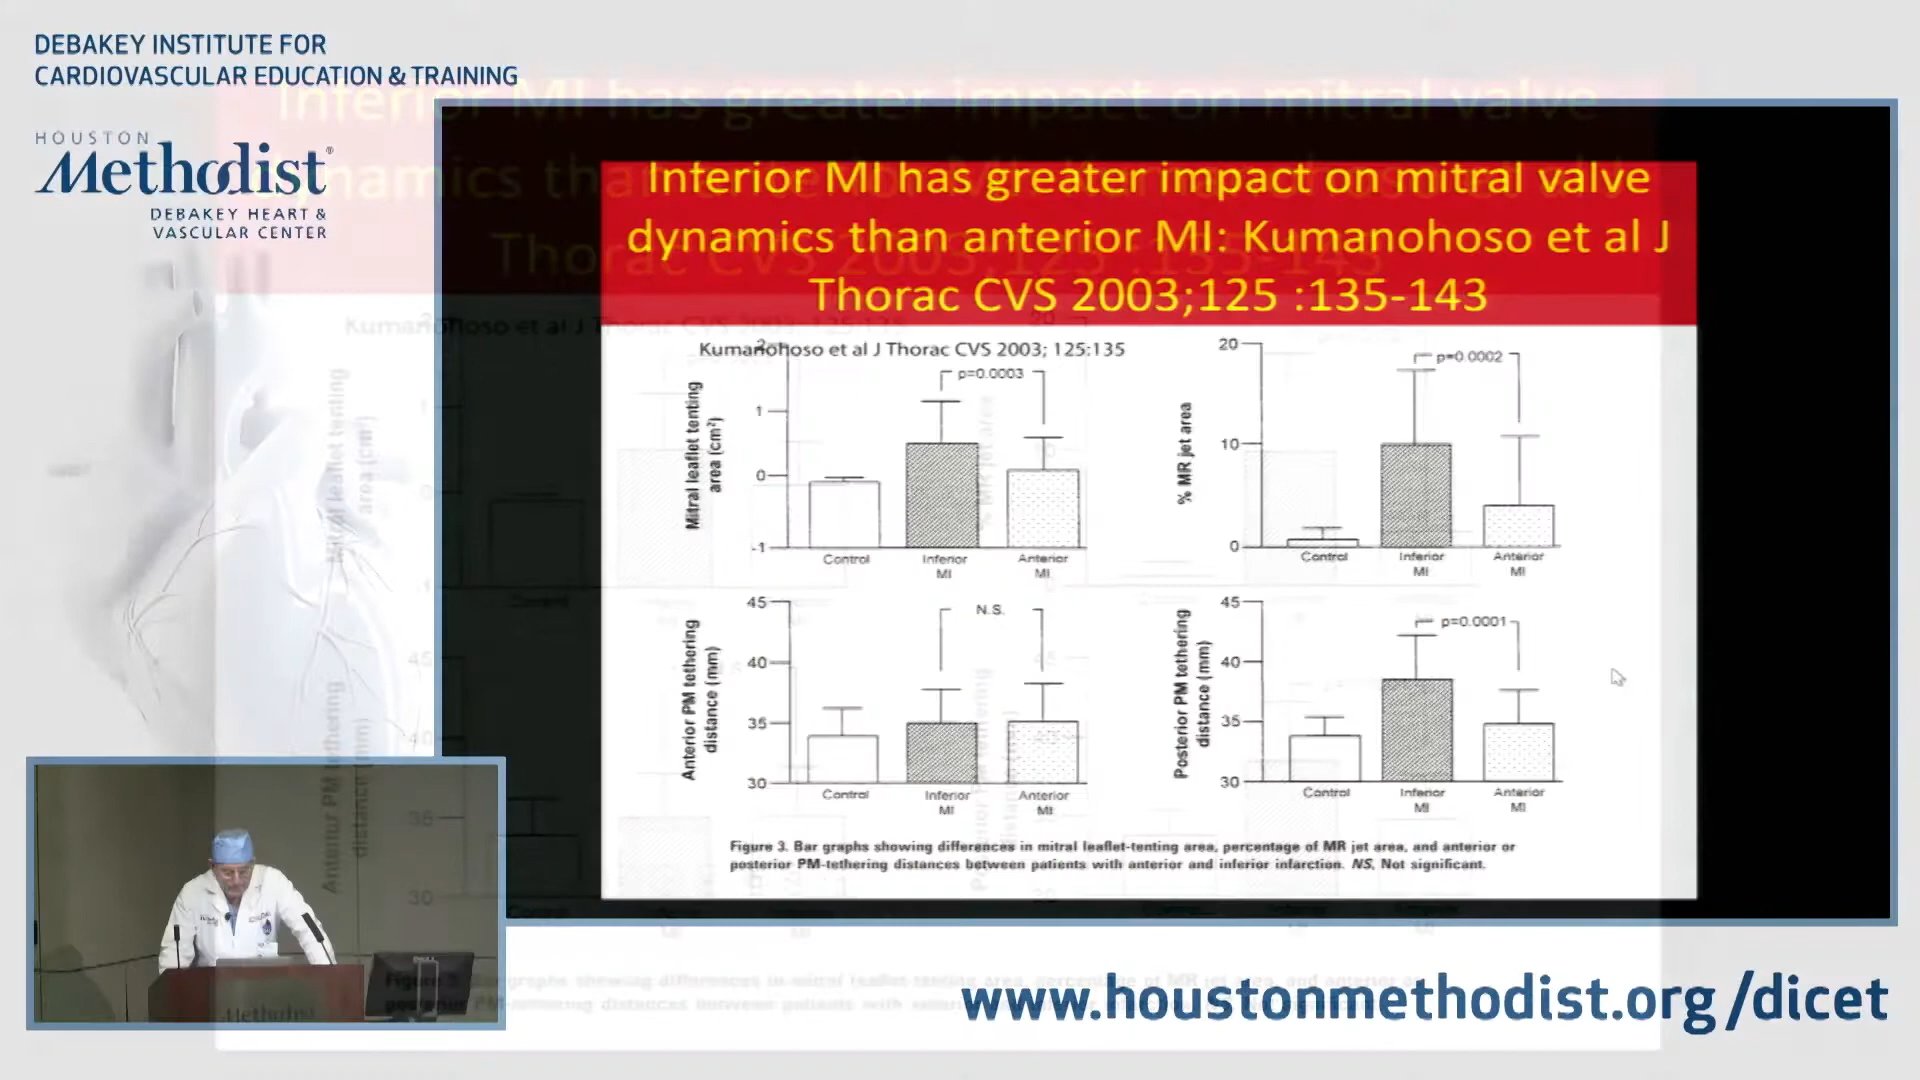 DEBAKEY INSTITUTE FOR
CARDIOVASCULAR EDUCATION & TRAINING
HOUSTON
Methodist®
DEBAKEY HEART &
VASCULAR CENTER
Inferior MI has greater impact on mitral valve
dynamics than anterior MI: Kumanohoso et al J
Thorac CVS 2003;125 :135-143
Kumanohoso et al J Thorac CVS 2003; 125:135
Mitral leaflet tenting
area (cm²)
2
1
0
-1
p=0.0003
Control
Inferior
MI
Anterior
MI
% MR jet area
20
10
0
p=0.0002
Control
Inferior
MI
Anterior
MI
Anterior PM tethering
distance (mm)
45
40
35
30
N.S.
Control
Inferior
MI
Anterior
MI
Posterior PM tethering
distance (mm)
45
40
35
30
p=0.0001
Control
Inferior
MI
Anterior
MI
Figure 3. Bar graphs showing differences in mitral leaflet-tenting area, percentage of MR jet area, and anterior or
posterior PM-tethering distances between patients with anterior and inferior infarction. NS, Not significant.
DELL
Methodist
www.houstonmethodist.org/dicet